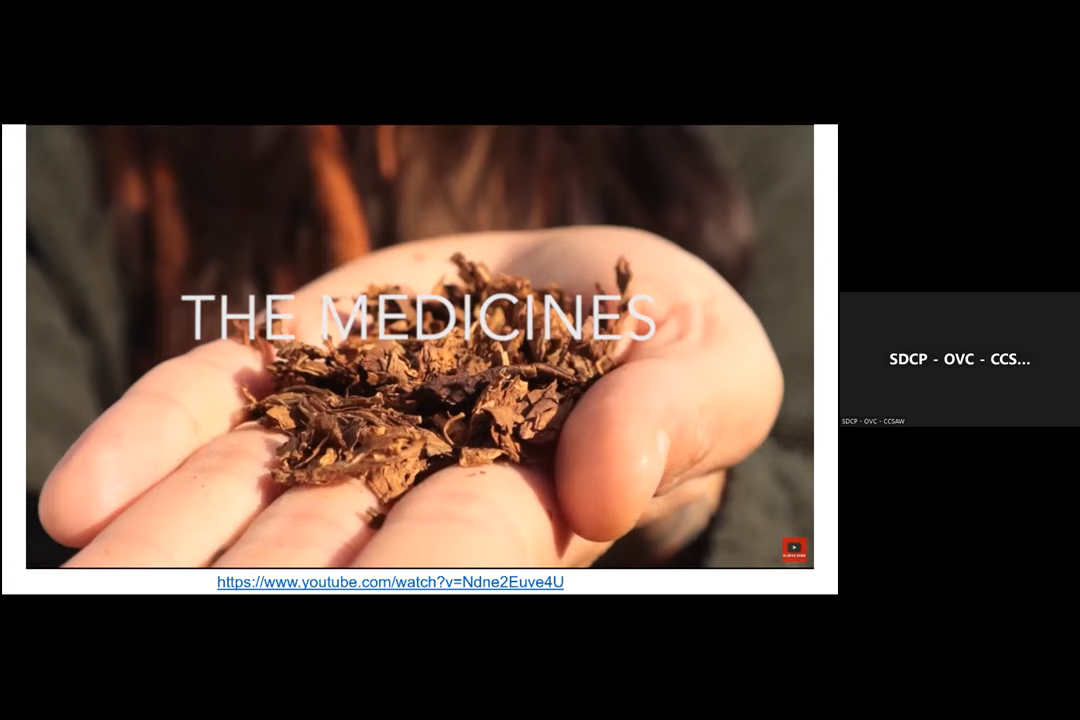 THE MEDICINES
https://www.youtube.com/watch?v=Ndne2Euve4U
SDCP - OVC - CCS...
SDCP - OVC - CCSAW